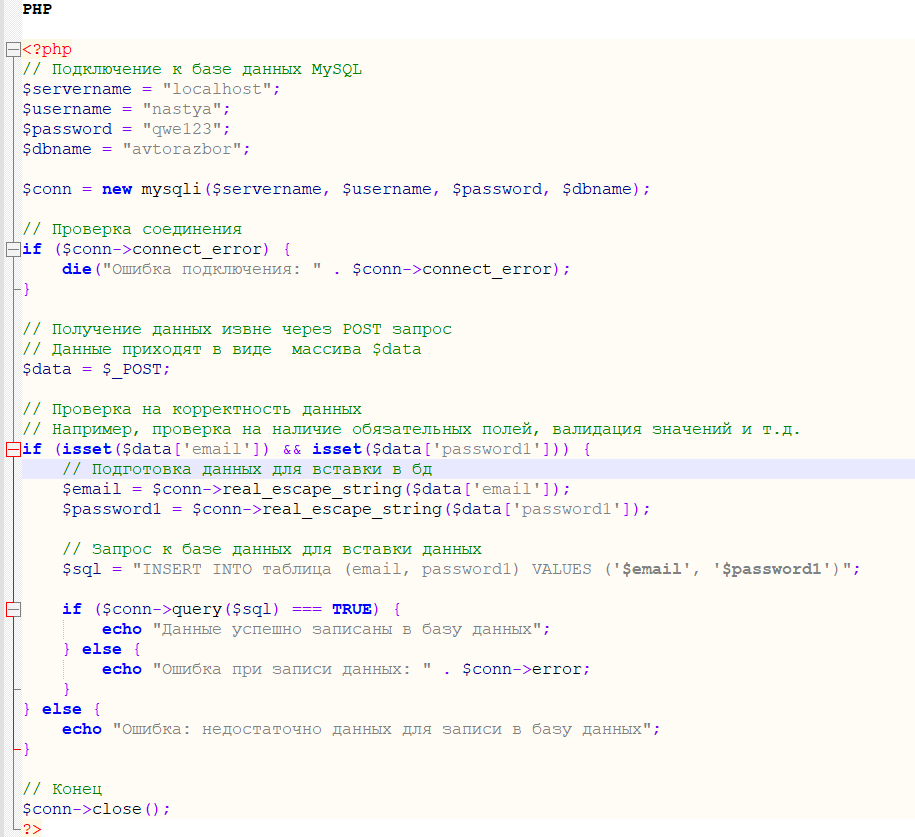 PHP
<?php
// Подключение к базе данных MySQL
$servername = "localhost";
$username = "nastya";
$password = "qwe123";
$dbname = "avtorazbor";
$conn = new mysqli($servername, $username, $password, $dbname);
// Проверка соединения
if ($conn->connect_error) {
    die("Ошибка подключения: " . $conn->connect_error);
}
// Получение данных извне через POST запрос
// Данные приходят в виде  массива $data
$data = $_POST;
// Проверка на корректность данных
// Например, проверка на наличие обязательных полей, валидация значений и т.д.
if (isset($data['email']) && isset($data['password1'])) {
    // Подготовка данных для вставки в бд
    $email = $conn->real_escape_string($data['email']);
    $password1 = $conn->real_escape_string($data['password1']);
    // Запрос к базе данных для вставки данных
    $sql = "INSERT INTO таблица (email, password1) VALUES ('$email', '$password1')";
    if ($conn->query($sql) === TRUE) {
        echo "Данные успешно записаны в базу данных";
    } else {
        echo "Ошибка при записи данных: " . $conn->error;
    }
} else {
    echo "Ошибка: недостаточно данных для записи в базу данных";
}
// Конец
$conn->close();
?>